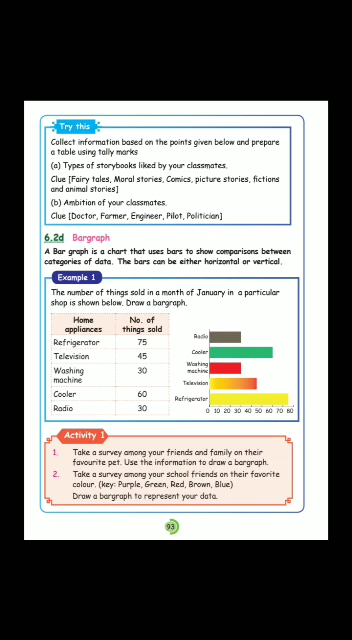 Try this
Collect information based on the points given below and prepare
a table using tally marks
(a) Types of storybooks liked by your classmates.
Clue [Fairy tales, Moral stories, Comics, picture stories, fictions
and animal stories]
(b) Ambition of your classmates.
Clue [Doctor, Farmer, Engineer, Pilot, Politician]
6.2d Bargraph
A Bar graph is a chart that uses bars to show comparisons between
categories of data. The bars can be either horizontal or vertical.
Example 1
The number of things sold in a month of January in a particular
shop is shown below. Draw a bargraph.
Home appliances No. of things sold
Refrigerator 75
Television 45
Washing machine 30
Cooler 60
Radio 30
Radio
Cooler
Washing
machine
Television
Refrigerator
0 10 20 30 40 50 60 70 80
Activity 1
1. Take a survey among your friends and family on their
favourite pet. Use the information to draw a bargraph.
2. Take a survey among your school friends on their favorite
colour. (key: Purple, Green, Red, Brown, Blue)
Draw a bargraph to represent your data.
93